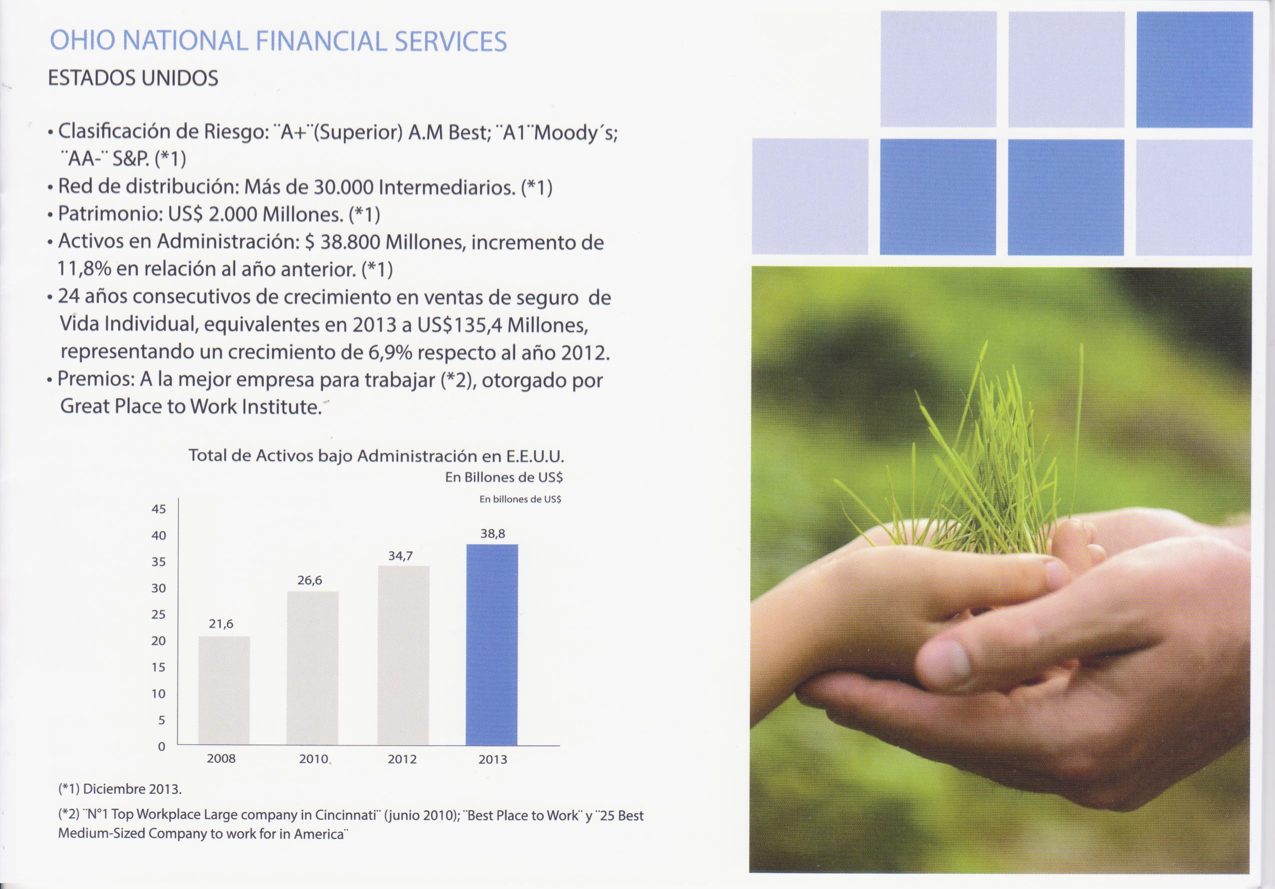 OHIO NATIONAL FINANCIAL SERVICES
ESTADOS UNIDOS
• Clasificación de Riesgo: ¨A+¨(Superior) A.M Best; ¨A1¨Moody´s;
¨AA-¨ S&P. (*1)
• Red de distribución: Más de 30.000 Intermediarios. (*1)
• Patrimonio: US$ 2.000 Millones. (*1)
• Activos en Administración: $ 38.800 Millones, incremento de
11,8% en relación al año anterior. (*1)
• 24 años consecutivos de crecimiento en ventas de seguro de
Vida Individual, equivalentes en 2013 a US$135,4 Millones,
representando un crecimiento de 6,9% respecto al año 2012.
• Premios: A la mejor empresa para trabajar (*2), otorgado por
Great Place to Work Institute.¨
Total de Activos bajo Administración en E.E.U.U.
En Billones de US$
En billones de US$
45
40
35
30
25
20
15
10
5
0
21,6
26,6
34,7
38,8
2008
2010
2012
2013
(*1) Diciembre 2013.
(*2) ¨N°1 Top Workplace Large company in Cincinnati¨ (junio 2010); ¨Best Place to Work¨ y ¨25 Best
Medium-Sized Company to work for in America¨